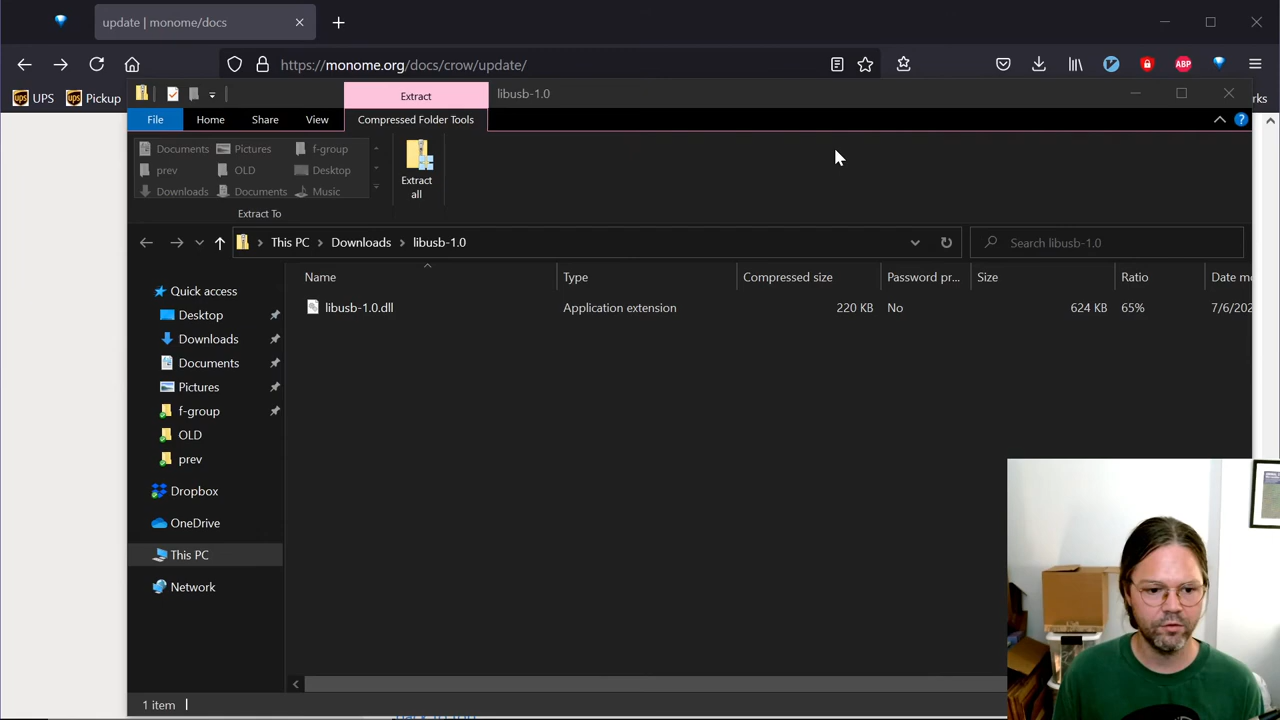 update | monome/docs
https://monome.org/docs/crow/update/
ABP
UPS
Pickup
rks
Extract
libusb-1.0
File
Home
Share
View
Compressed Folder Tools
Documents
Pictures
f-group
prev
OLD
Desktop
Downloads
Documents
Music
Extract all
Extract To
This PC > Downloads > libusb-1.0
Search libusb-1.0
Name
Type
Compressed size
Password pr...
Size
Ratio
Date m
libusb-1.0.dll
Application extension
220 KB
No
624 KB
65%
7/6/202
Quick access
Desktop
Downloads
Documents
Pictures
f-group
OLD
prev
Dropbox
OneDrive
This PC
Network
1 item